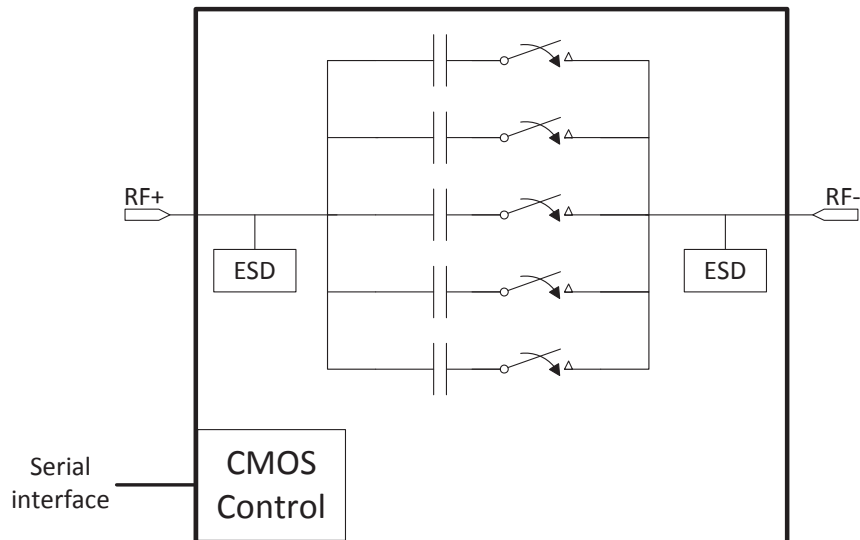 RF+
RF-
ESD
ESD
Serial
interface
CMOS
Control